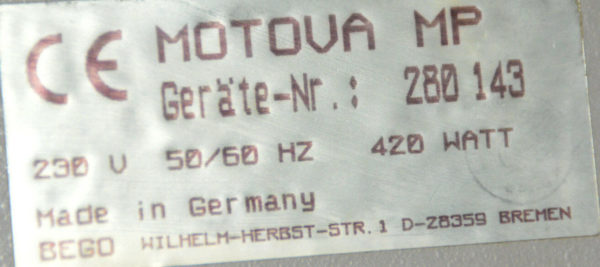 CE MOTOVA MP
Geräte-Nr.: 280 143
230 V 50/60 HZ 420 WATT
Made in Germany
BEGO WILHELM-HERBST-STR. 1 D-28359 BREMEN